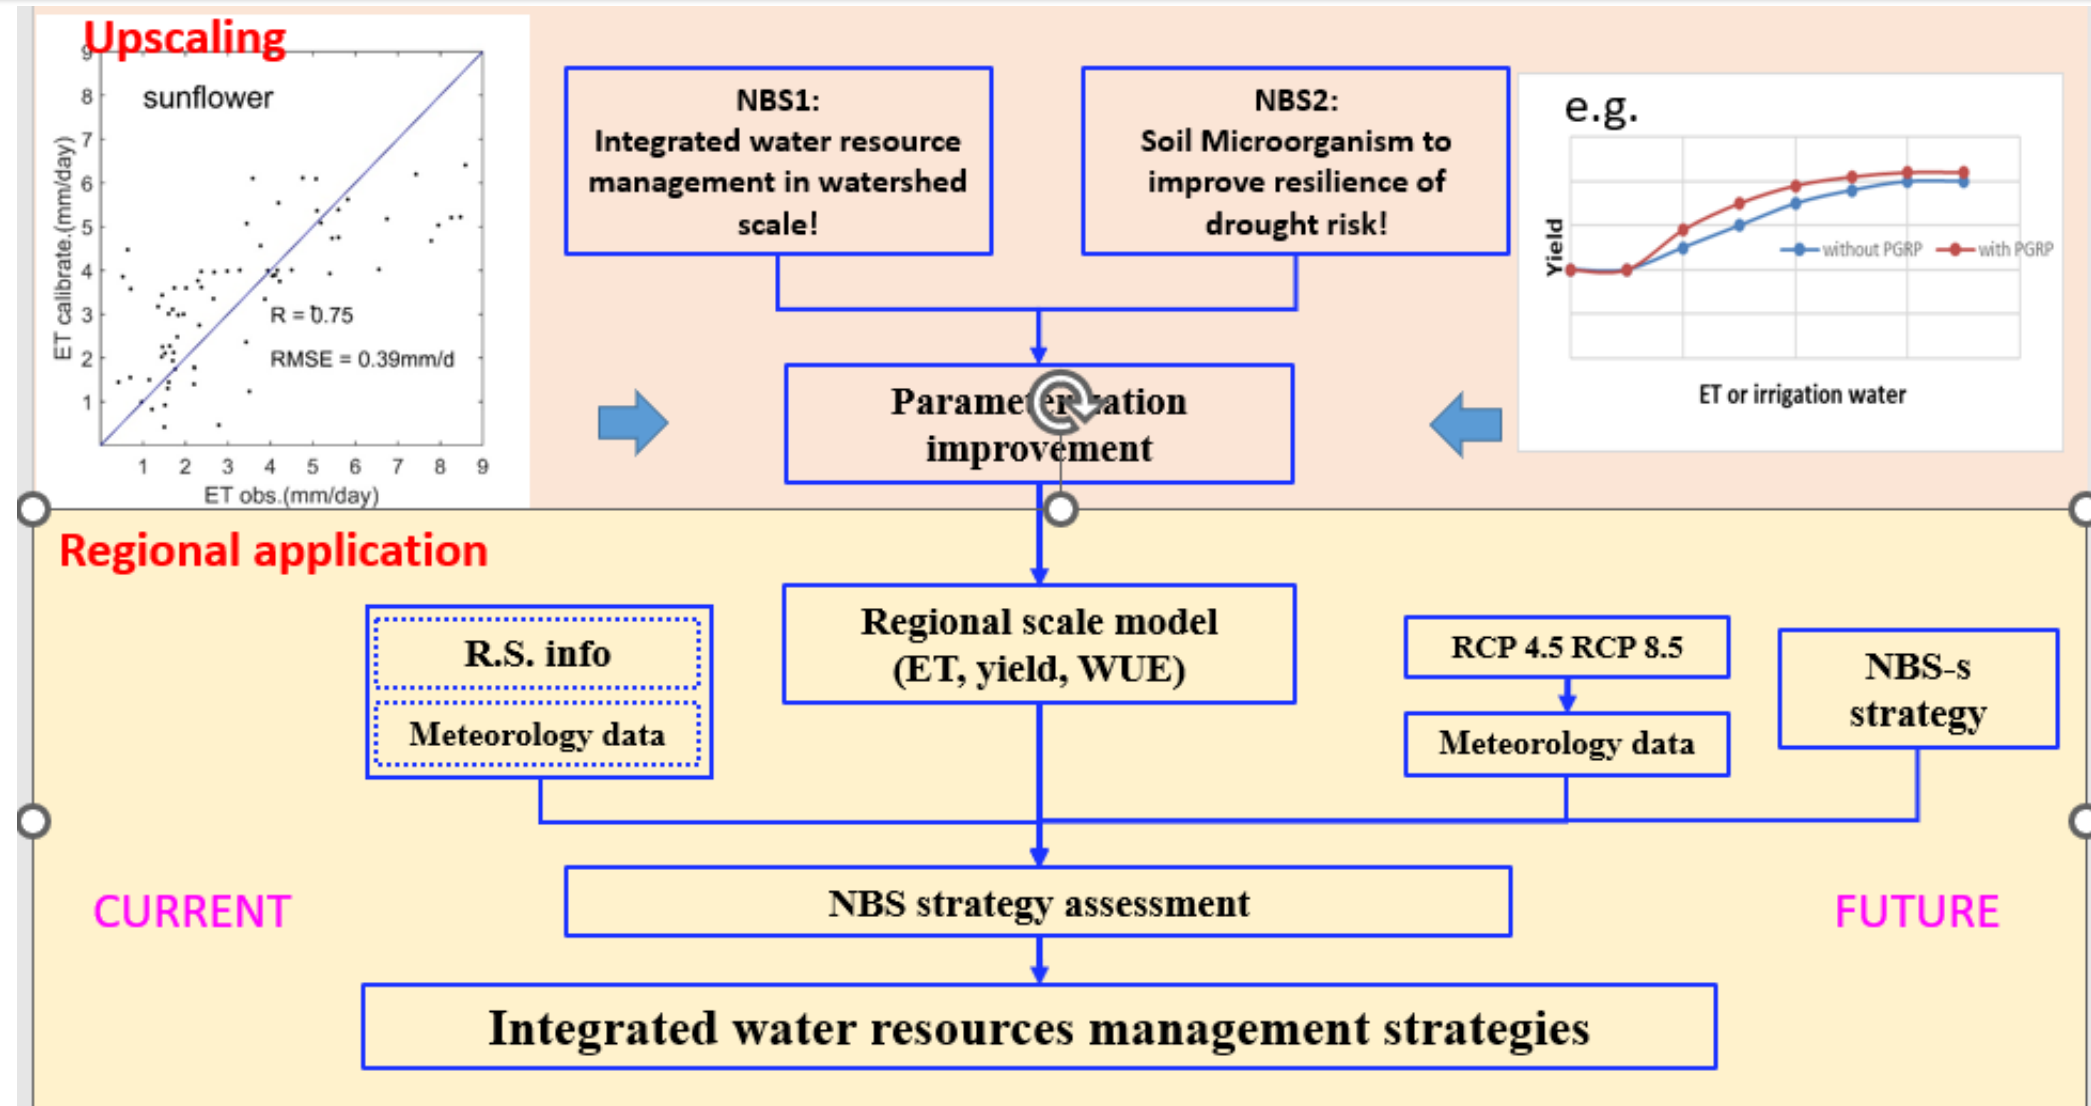 Upscaling
sunflower
9
8
7
6
5
4
3
2
1
ET calibrate.(mm/day)
R = 0.75
RMSE = 0.39mm/d
1 2 3 4 5 6 7 8 9
ET obs.(mm/day)
NBS1:
Integrated water resource
management in watershed
scale!
NBS2:
Soil Microorganism to
improve resilience of
drought risk!
e.g.
Yield
without PGRP with PGRP
ET or irrigation water
improvement
Regional application
R.S. info
Meteorology data
Regional scale model
(ET, yield, WUE)
RCP 4.5 RCP 8.5
Meteorology data
NBS-s
strategy
CURRENT
NBS strategy assessment
FUTURE
Integrated water resources management strategies